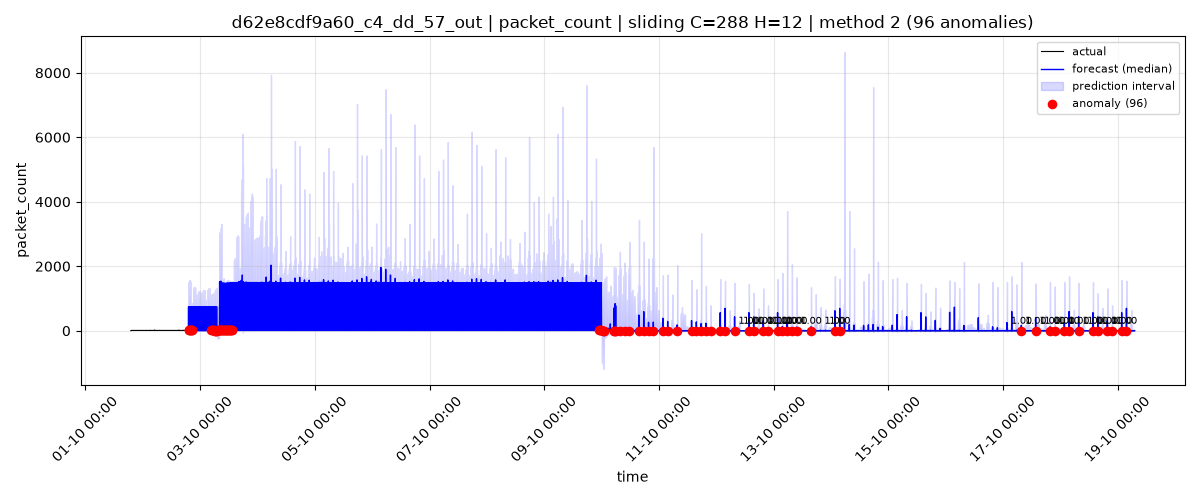 d62e8cdf9a60_c4_dd_57_out | packet_count | sliding C=288 H=12 | method 2 (96 anomalies)
actual
forecast (median)
prediction interval
anomaly (96)
packet_count
8000
6000
4000
2000
0
01-10 00:00
03-10 00:00
05-10 00:00
07-10 00:00
09-10 00:00
11-10 00:00
13-10 00:00
15-10 00:00
17-10 00:00
19-10 00:00
time